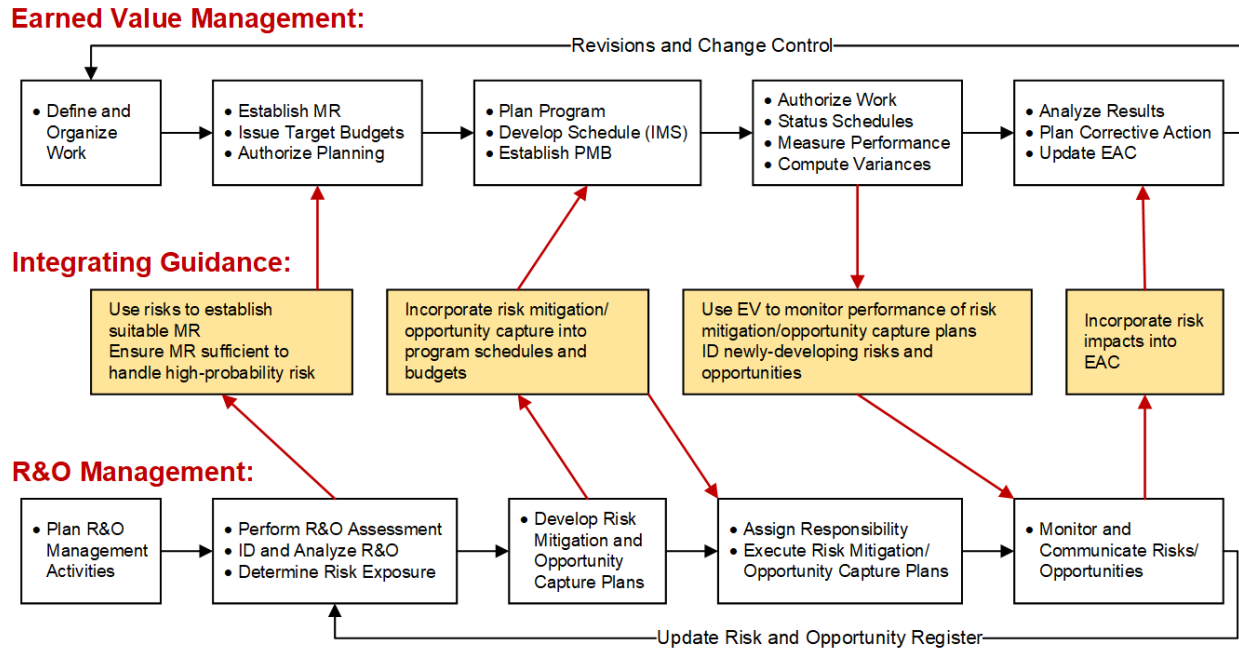 Earned Value Management:
Revisions and Change Control
• Define and
Organize
Work
• Establish MR
• Issue Target Budgets
• Authorize Planning
• Plan Program
• Develop Schedule (IMS)
• Establish PMB
• Authorize Work
• Status Schedules
• Measure Performance
• Compute Variances
• Analyze Results
• Plan Corrective Action
• Update EAC
Integrating Guidance:
Use risks to establish
suitable MR
Ensure MR sufficient to
handle high-probability risk
Incorporate risk mitigation/
opportunity capture into
program schedules and
budgets
Use EV to monitor performance of risk
mitigation/opportunity capture plans
ID newly-developing risks and
opportunities
Incorporate risk
impacts into
EAC
R&O Management:
• Plan R&O
Management
Activities
• Perform R&O Assessment
• ID and Analyze R&O
• Determine Risk Exposure
• Develop Risk
Mitigation and
Opportunity
Capture Plans
• Assign Responsibility
• Execute Risk Mitigation/
Opportunity Capture Plans
• Monitor and
Communicate Risks/
Opportunities
Update Risk and Opportunity Register